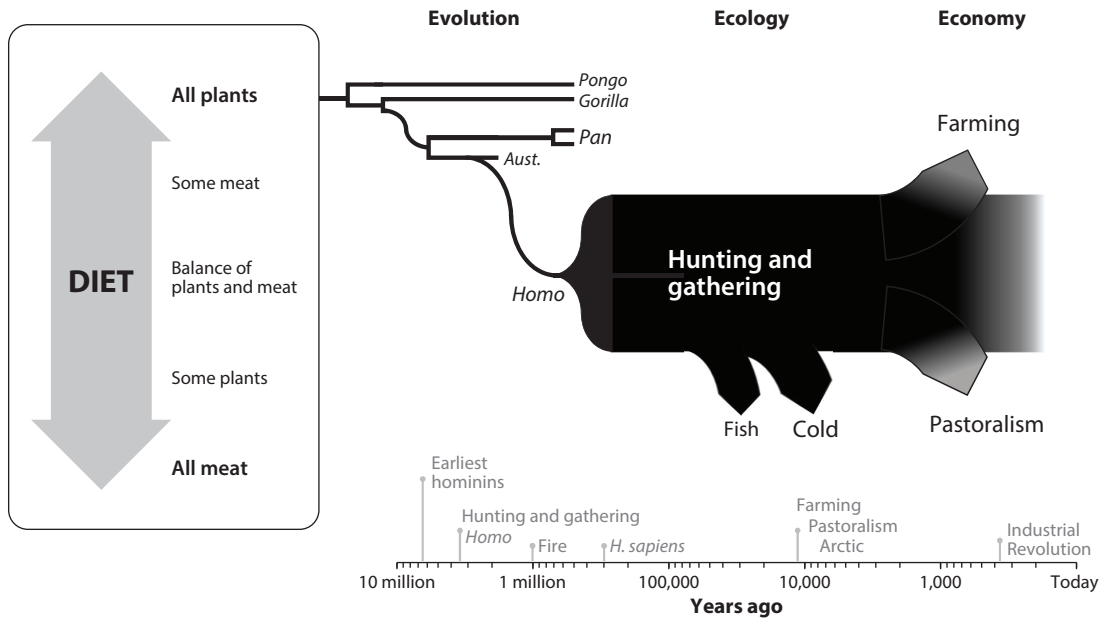 Evolution
Ecology
Economy
DIET
All plants
Some meat
Balance of
plants and meat
Some plants
All meat
Pongo
Gorilla
Pan
Aust.
Homo
Hunting and
gathering
Farming
Pastoralism
Fish
Cold
Earliest
hominins
Hunting and gathering
Homo
Fire
H. sapiens
Farming
Pastoralism
Arctic
Industrial
Revolution
10 million
1 million
100,000
10,000
1,000
Today
Years ago